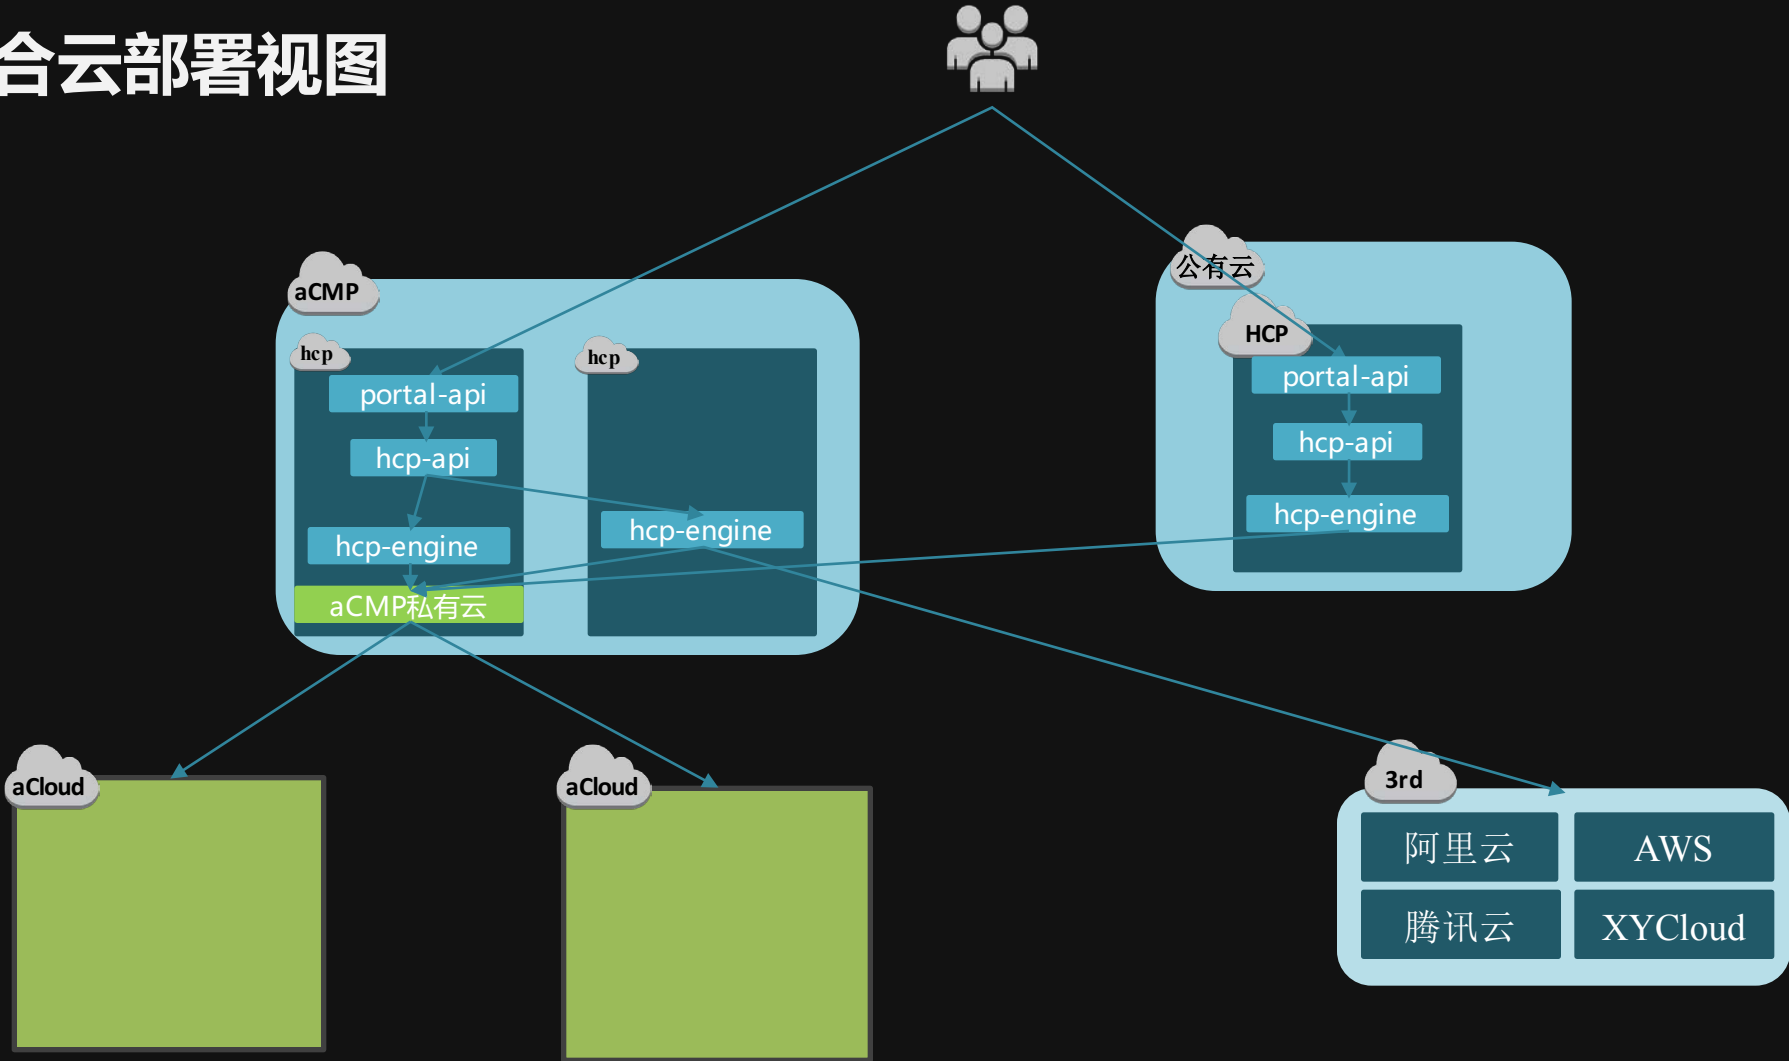 合云部署视图
aCMP
hcp
portal-api
hcp-api
hcp-engine
aCMP私有云
hcp
hcp-engine
公有云
HCP
portal-api
hcp-api
hcp-engine
aCloud
aCloud
3rd
阿里云
AWS
腾讯云
XYCloud